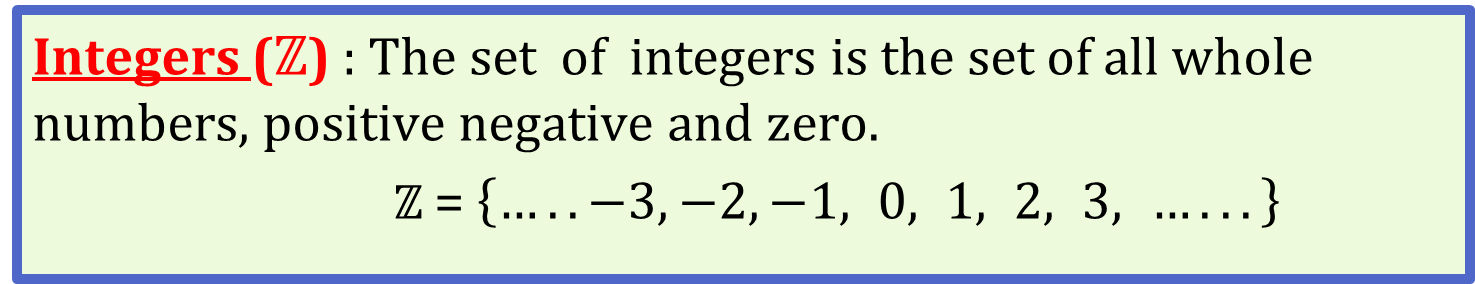 Integers (ℤ) : The set of integers is the set of all whole
numbers, positive negative and zero.
ℤ = {…. . −3, −2, −1, 0, 1, 2, 3, …. . .}